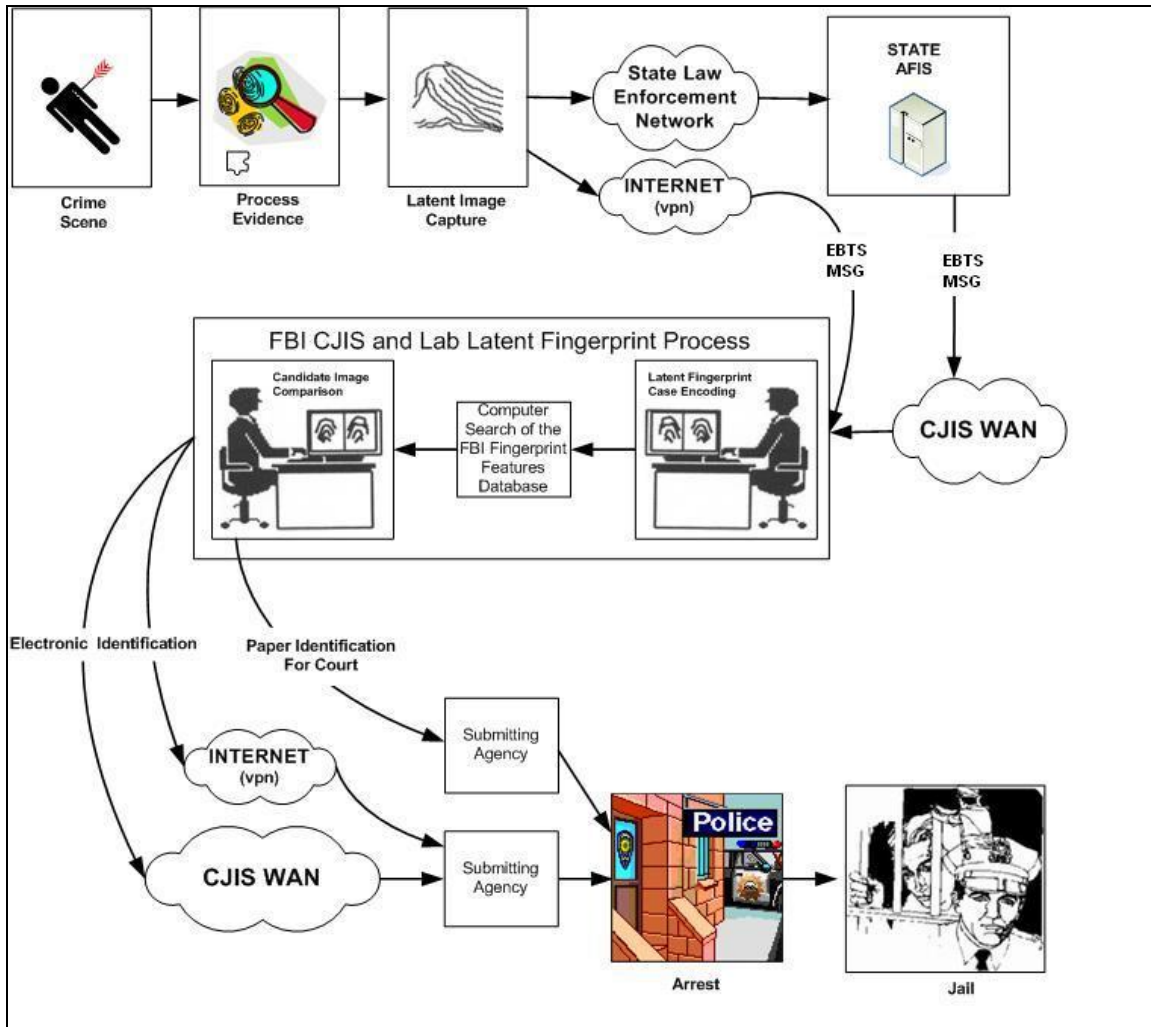 Crime
Scene
Process
Evidence
Latent Image
Capture
State Law
Enforcement
Network
INTERNET
(vpn)
STATE
AFIS
EBTS
MSG
EBTS
MSG
CJIS WAN
FBI CJIS and Lab Latent Fingerprint Process
Candidate Image
Comparison
Computer
Search of the
FBI Fingerprint
Features
Database
Latent Fingerprint
Case Encoding
Electronic Identification
Paper Identification
For Court
INTERNET
(vpn)
CJIS WAN
Submitting
Agency
Submitting
Agency
Police
Arrest
Jail